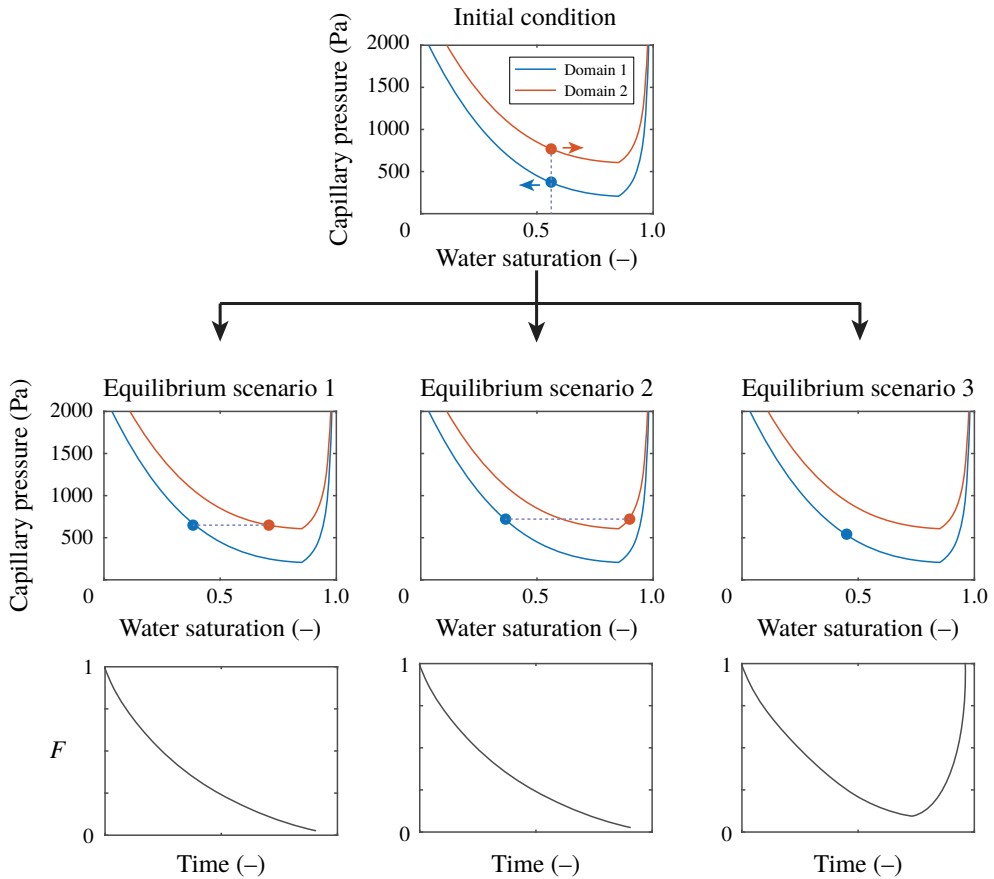 Initial condition
Capillary pressure (Pa)
2000
1500
1000
500
0
0.5
1.0
Domain 1
Domain 2
Water saturation (–)
Equilibrium scenario 1
Capillary pressure (Pa)
2000
1500
1000
500
0
0.5
1.0
Water saturation (–)
Equilibrium scenario 2
0
0.5
1.0
Water saturation (–)
Equilibrium scenario 3
0
0.5
1.0
Water saturation (–)
F
1
0
Time (–)
1
0
Time (–)
1
0
Time (–)